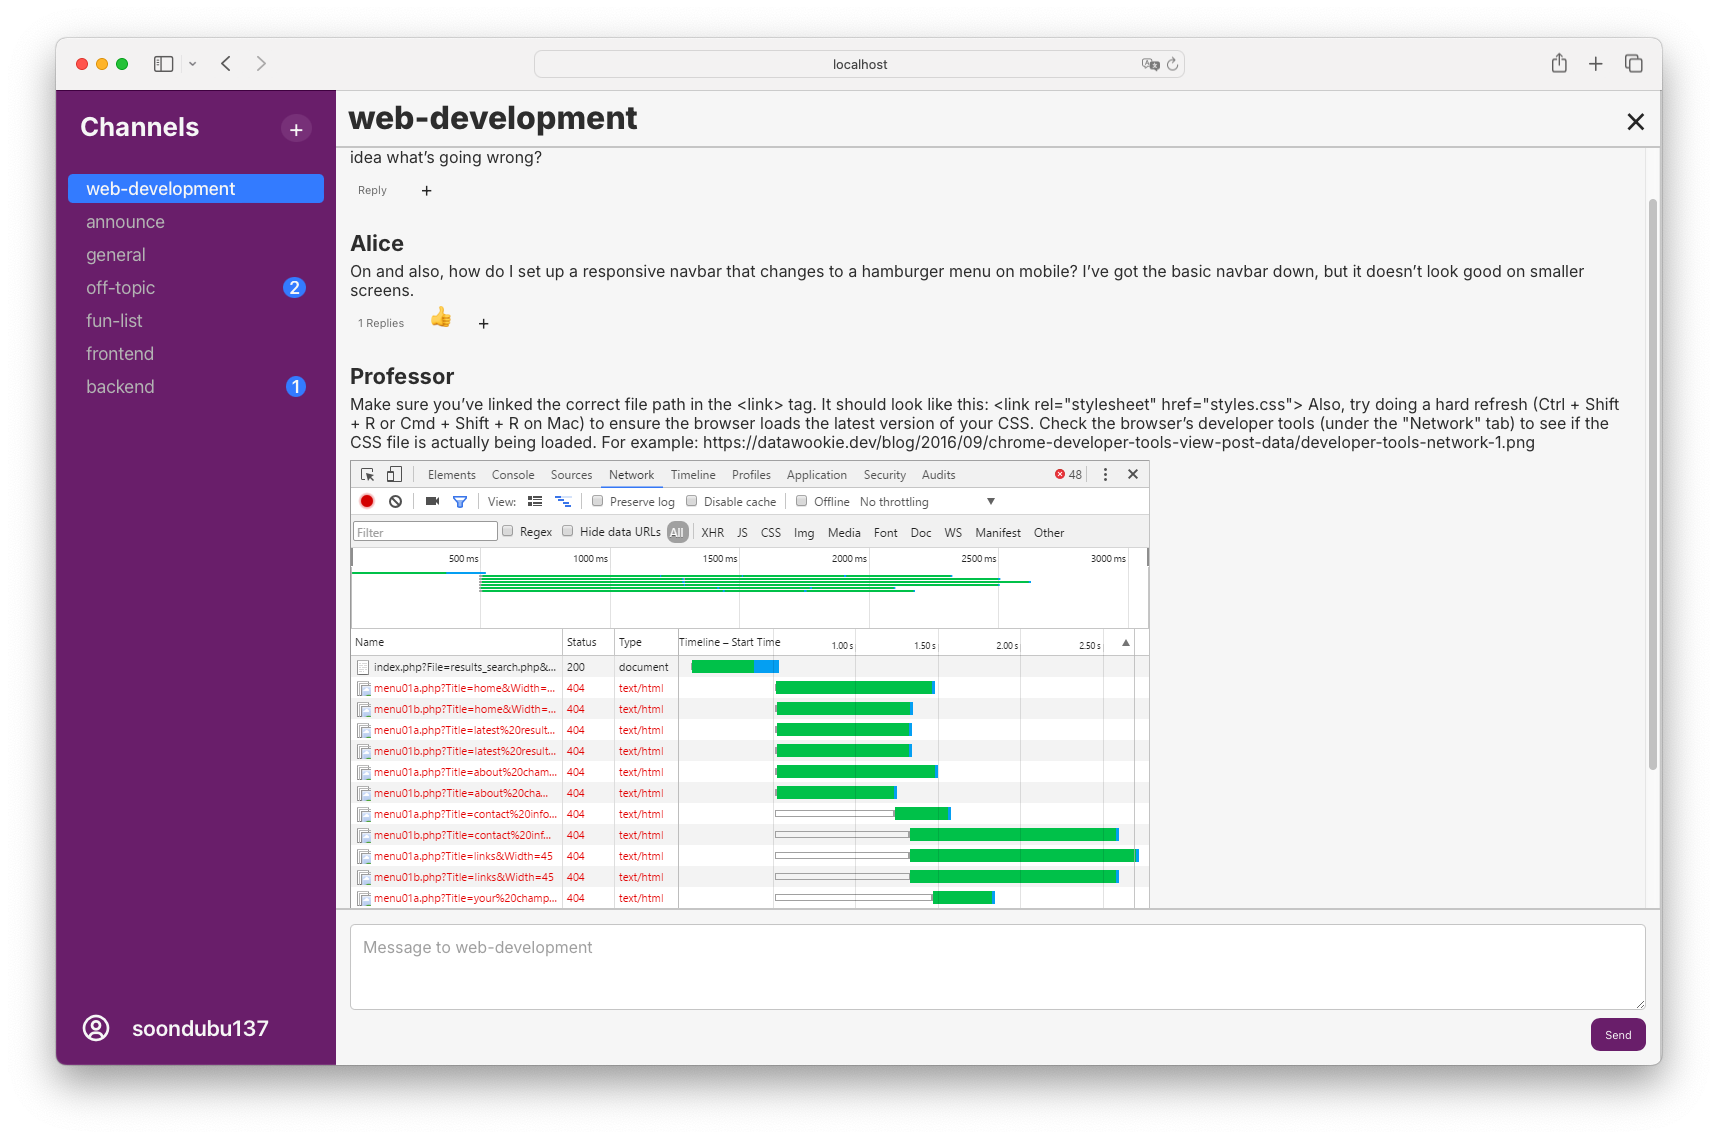 localhost
Channels
+
web-development
announce
general
off-topic 2
fun-list
frontend
backend 1
soondubu137
web-development
idea what's going wrong?
Reply +
Alice
On and also, how do I set up a responsive navbar that changes to a hamburger menu on mobile? I've got the basic navbar down, but it doesn't look good on smaller
screens.
1 Replies 👍 +
Professor
Make sure you've linked the correct file path in the <link> tag. It should look like this: <link rel="stylesheet" href="styles.css"> Also, try doing a hard refresh (Ctrl + Shift
+ R or Cmd + Shift + R on Mac) to ensure the browser loads the latest version of your CSS. Check the browser's developer tools (under the "Network" tab) to see if the
CSS file is actually being loaded. For example: https://datawookie.dev/blog/2016/09/chrome-developer-tools-view-post-data/developer-tools-network-1.png
Elements Console Sources Network Timeline Profiles Application Security Audits 48
View: Preserve log Disable cache Offline No throttling
Filter Regex Hide data URLs All XHR JS CSS Img Media Font Doc WS Manifest Other
500 ms 1000 ms 1500 ms 2000 ms 2500 ms 3000 ms
Name Status Type Timeline – Start Time 1.00 s 1.50 s 2.00 s 2.50 s
index.php?File=results_search.php&... 200 document
menu01a.php?Title=home&Width=... 404 text/html
menu01b.php?Title=home&Width=... 404 text/html
menu01a.php?Title=latest%20result... 404 text/html
menu01b.php?Title=latest%20result... 404 text/html
menu01a.php?Title=about%20cham... 404 text/html
menu01b.php?Title=about%20cha... 404 text/html
menu01a.php?Title=contact%20info... 404 text/html
menu01b.php?Title=contact%20inf... 404 text/html
menu01a.php?Title=links&Width=45 404 text/html
menu01b.php?Title=links&Width=45 404 text/html
menu01a.php?Title=your%20champ... 404 text/html
Message to web-development
Send